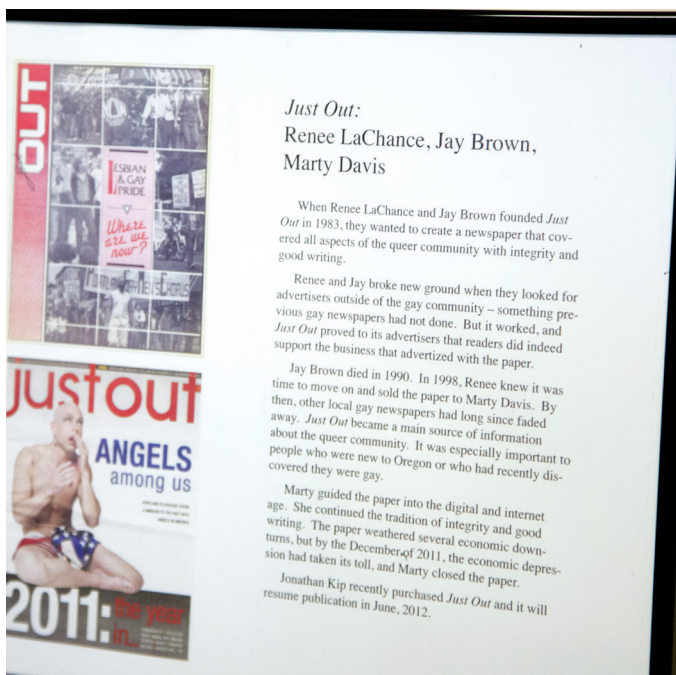 OUT
LESBIAN
& GAY
PRIDE
Where
are we
now?
just out
ANGELS
among us
2011: the year
in...
Just Out:
Renee LaChance, Jay Brown,
Marty Davis
When Renee LaChance and Jay Brown founded Just
Out in 1983, they wanted to create a newspaper that cov-
ered all aspects of the queer community with integrity and
good writing.
Renee and Jay broke new ground when they looked for
advertisers outside of the gay community – something pre-
vious gay newspapers had not done. But it worked, and
Just Out proved to its advertisers that readers did indeed
support the business that advertized with the paper.
Jay Brown died in 1990. In 1998, Renee knew it was
time to move on and sold the paper to Marty Davis. By
then, other local gay newspapers had long since faded
away. Just Out became a main source of information
about the queer community. It was especially important to
people who were new to Oregon or who had recently dis-
covered they were gay.
Marty guided the paper into the digital and internet
age. She continued the tradition of integrity and good
writing. The paper weathered several economic down-
turns, but by the December of 2011, the economic depres-
sion had taken its toll, and Marty closed the paper.
Jonathan Kip recently purchased Just Out and it will
resume publication in June, 2012.